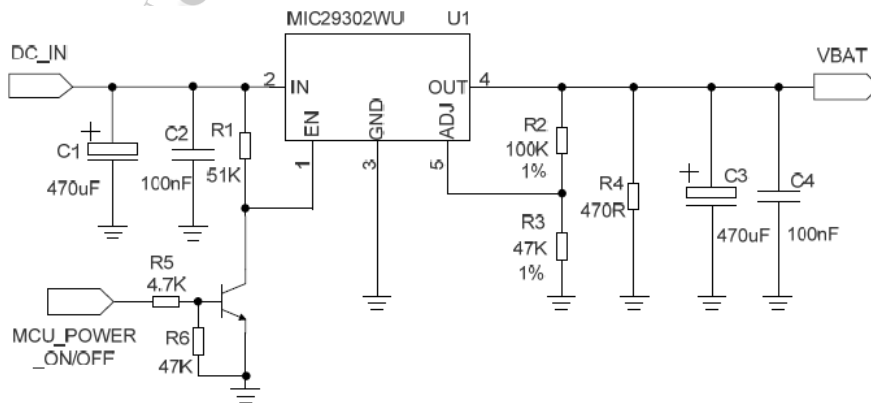 MIC29302WU U1
DC_IN
VBAT
2 IN
OUT 4
EN
GND
ADJ
1
3
5
C1
470uF
C2
100nF
R1
51K
R2
100K
1%
R3
47K
1%
R4
470R
C3
470uF
C4
100nF
R5
4.7K
R6
47K
MCU_POWER
_ON/OFF